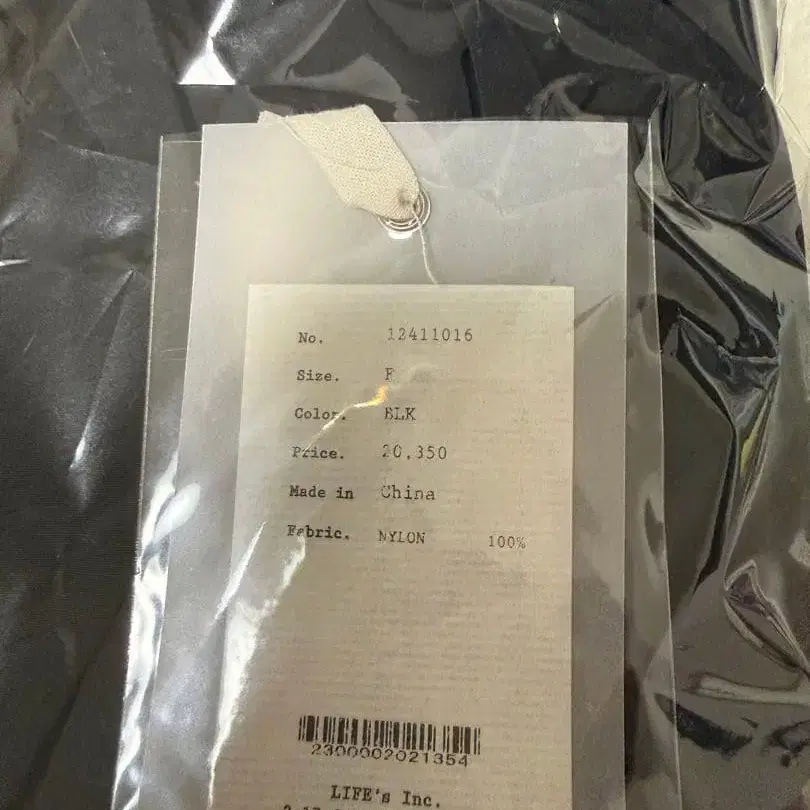 No. 12411016
Size. F
Color. BLK
Price. 20,350
Made in China
Fabric. NYLON 100%
2300002021354
LIFE's Inc.